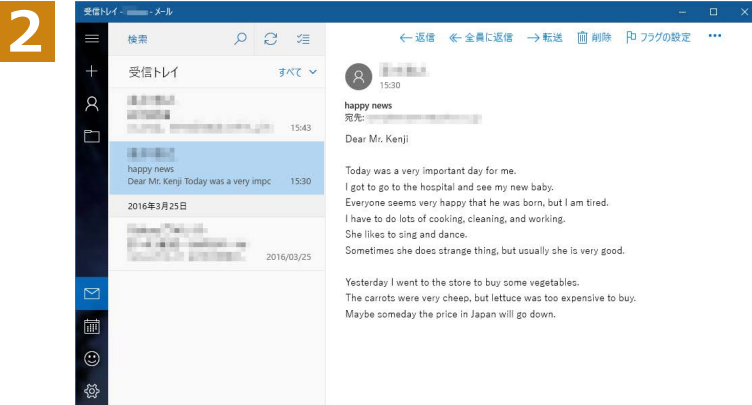 2
受信トレイ - - メール
検索
返信 全員に返信 転送 削除 フラグの設定 •••
受信トレイ すべて
15:30
15:43
happy news
宛先:
happy news
Dear Mr. Kenji Today was a very impc 15:30
2016年3月25日
2016/03/25
Dear Mr. Kenji
Today was a very important day for me.
I got to go to the hospital and see my new baby.
Everyone seems very happy that he was born, but I am tired.
I have to do lots of cooking, cleaning, and working.
She likes to sing and dance.
Sometimes she does strange thing, but usually she is very good.
Yesterday I went to the store to buy some vegetables.
The carrots were very cheep, but lettuce was too expensive to buy.
Maybe someday the price in Japan will go down.